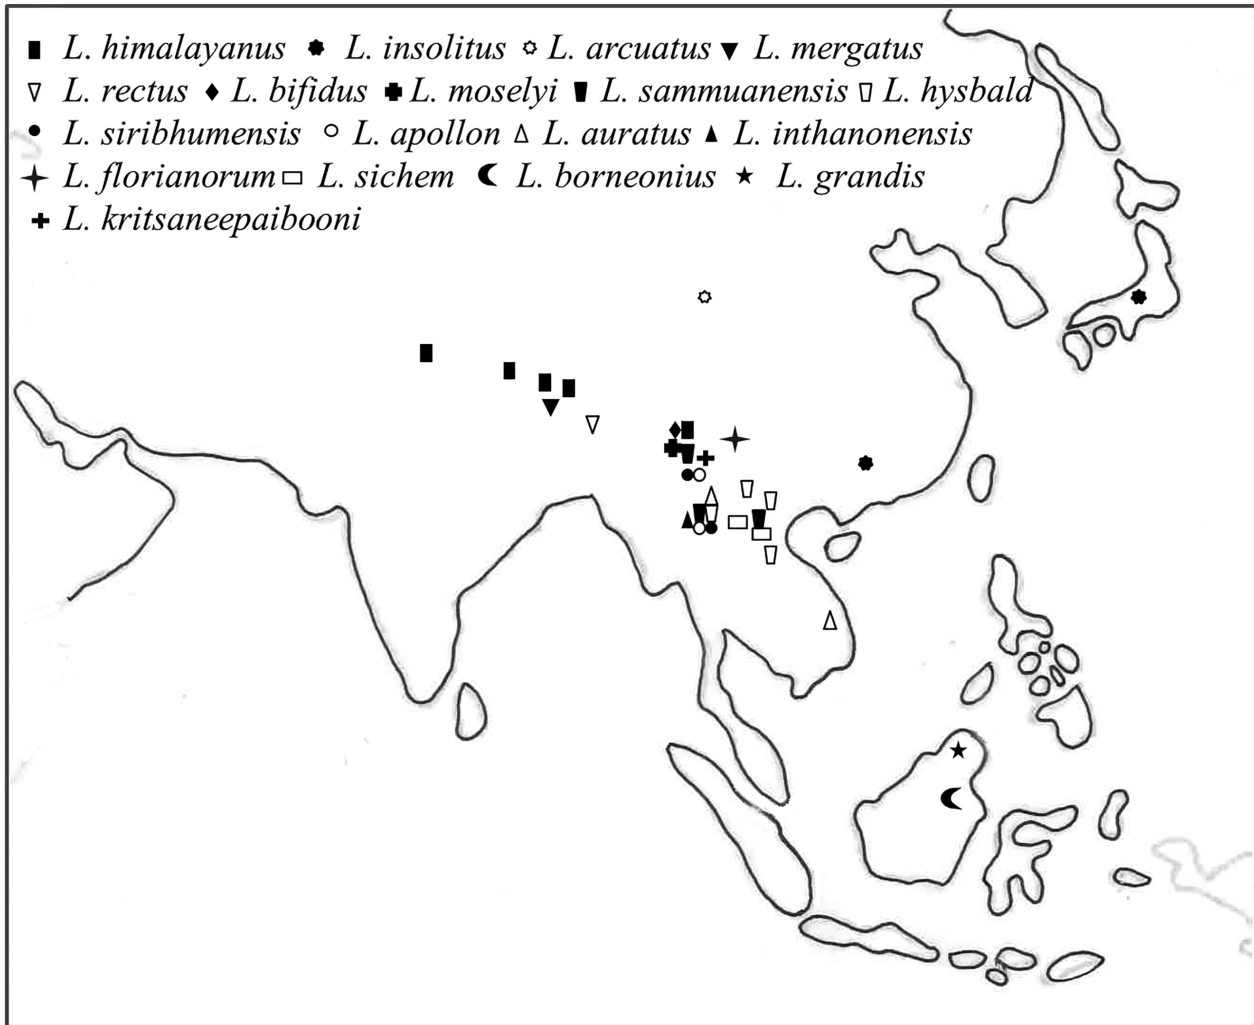 L. himalayanus L. insolitus L. arcuatus L. mergatus
L. rectus L. bifidus L. moselyi L. sammuanensis L. hysbald
L. siribhumensis L. apollon L. auratus L. inthanonensis
L. florianorum L. sichem L. borneonius L. grandis
L. kritsaneepaibooni